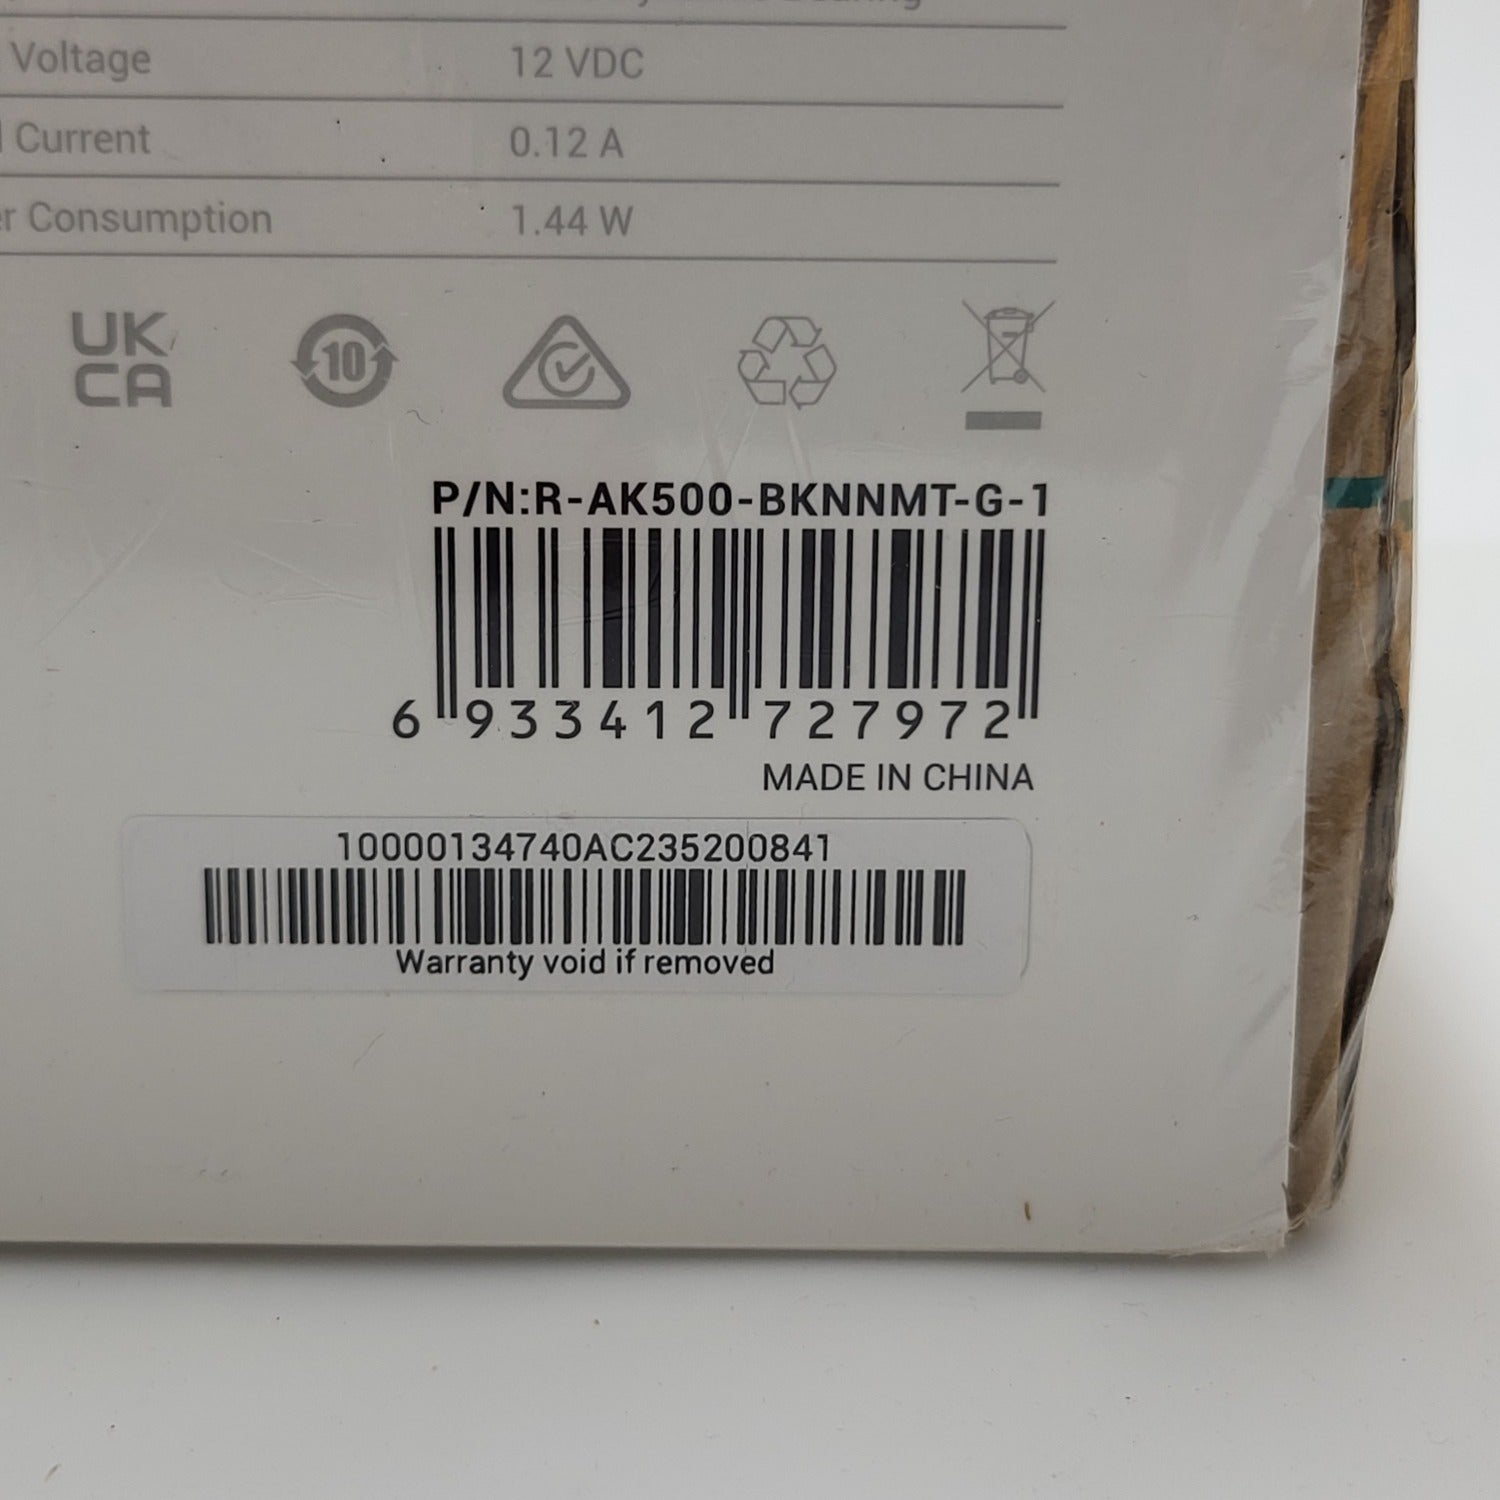 Voltage 12 VDC
Current 0.12 A
Consumption 1.44 W
UK
CA
10
P/N:R-AK500-BKNNMT-G-1
6 933412 727972
MADE IN CHINA
10000134740AC235200841
Warranty void if removed